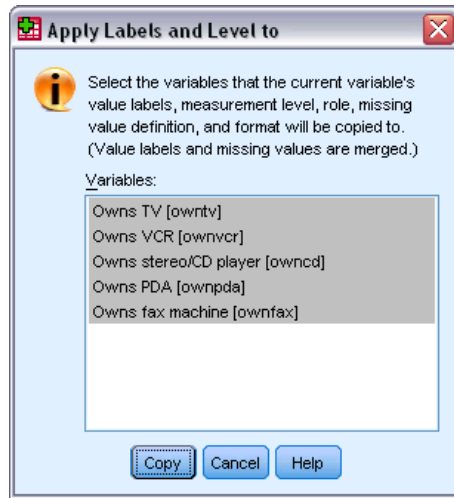 Apply Labels and Level to
Select the variables that the current variable's
value labels, measurement level, role, missing
value definition, and format will be copied to.
(Value labels and missing values are merged.)
Variables:
Owns TV [owntv]
Owns VCR [ownvcr]
Owns stereo/CD player [owncd]
Owns PDA [ownpda]
Owns fax machine [ownfax]
Copy Cancel Help